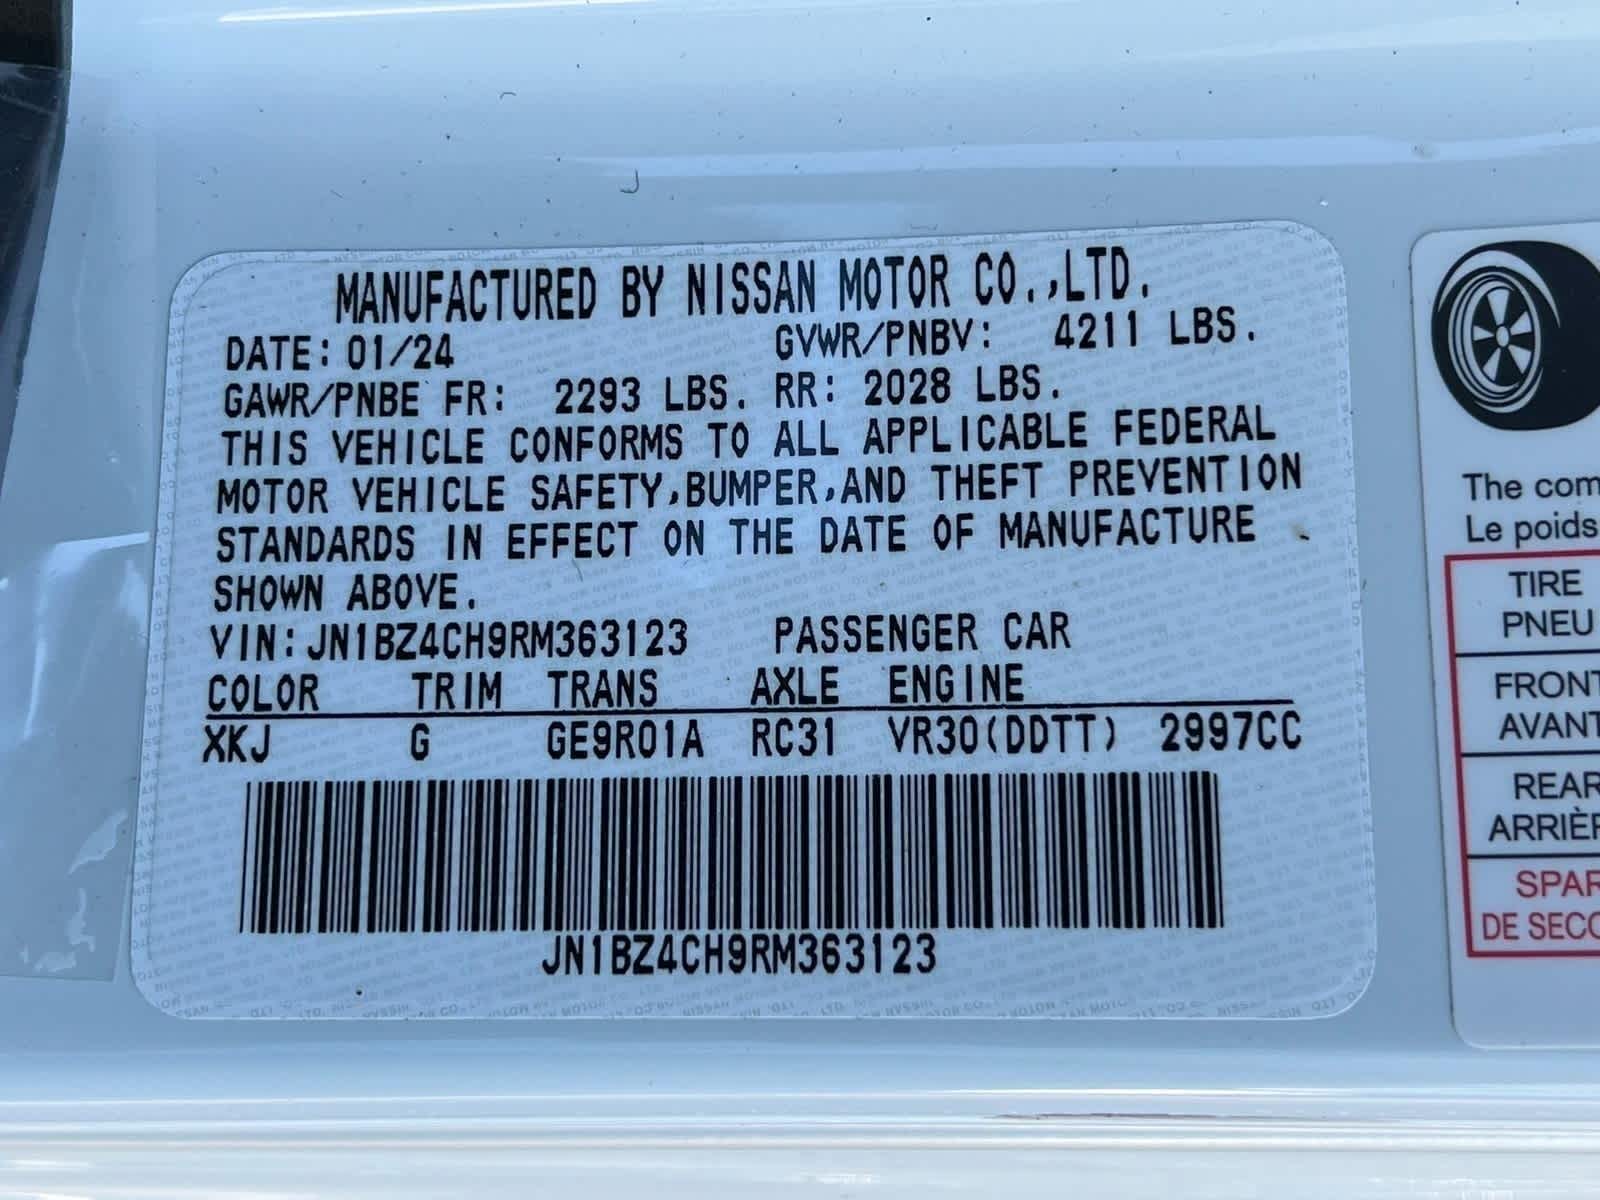 MANUFACTURED BY NISSAN MOTOR CO.,LTD.
DATE: 01/24 GVWR/PNBV: 4211 LBS.
GAWR/PNBE FR: 2293 LBS. RR: 2028 LBS.
THIS VEHICLE CONFORMS TO ALL APPLICABLE FEDERAL
MOTOR VEHICLE SAFETY,BUMPER,AND THEFT PREVENTION
STANDARDS IN EFFECT ON THE DATE OF MANUFACTURE
SHOWN ABOVE.
VIN:JN1BZ4CH9RM363123 PASSENGER CAR
COLOR TRIM TRANS AXLE ENGINE
XKJ G GE9R01A RC31 VR30(DDTT) 2997CC
JN1BZ4CH9RM363123
The com
Le poids
TIRE
PNEU
FRONT
AVANT
REAR
ARRIÈR
SPAR
DE SECO